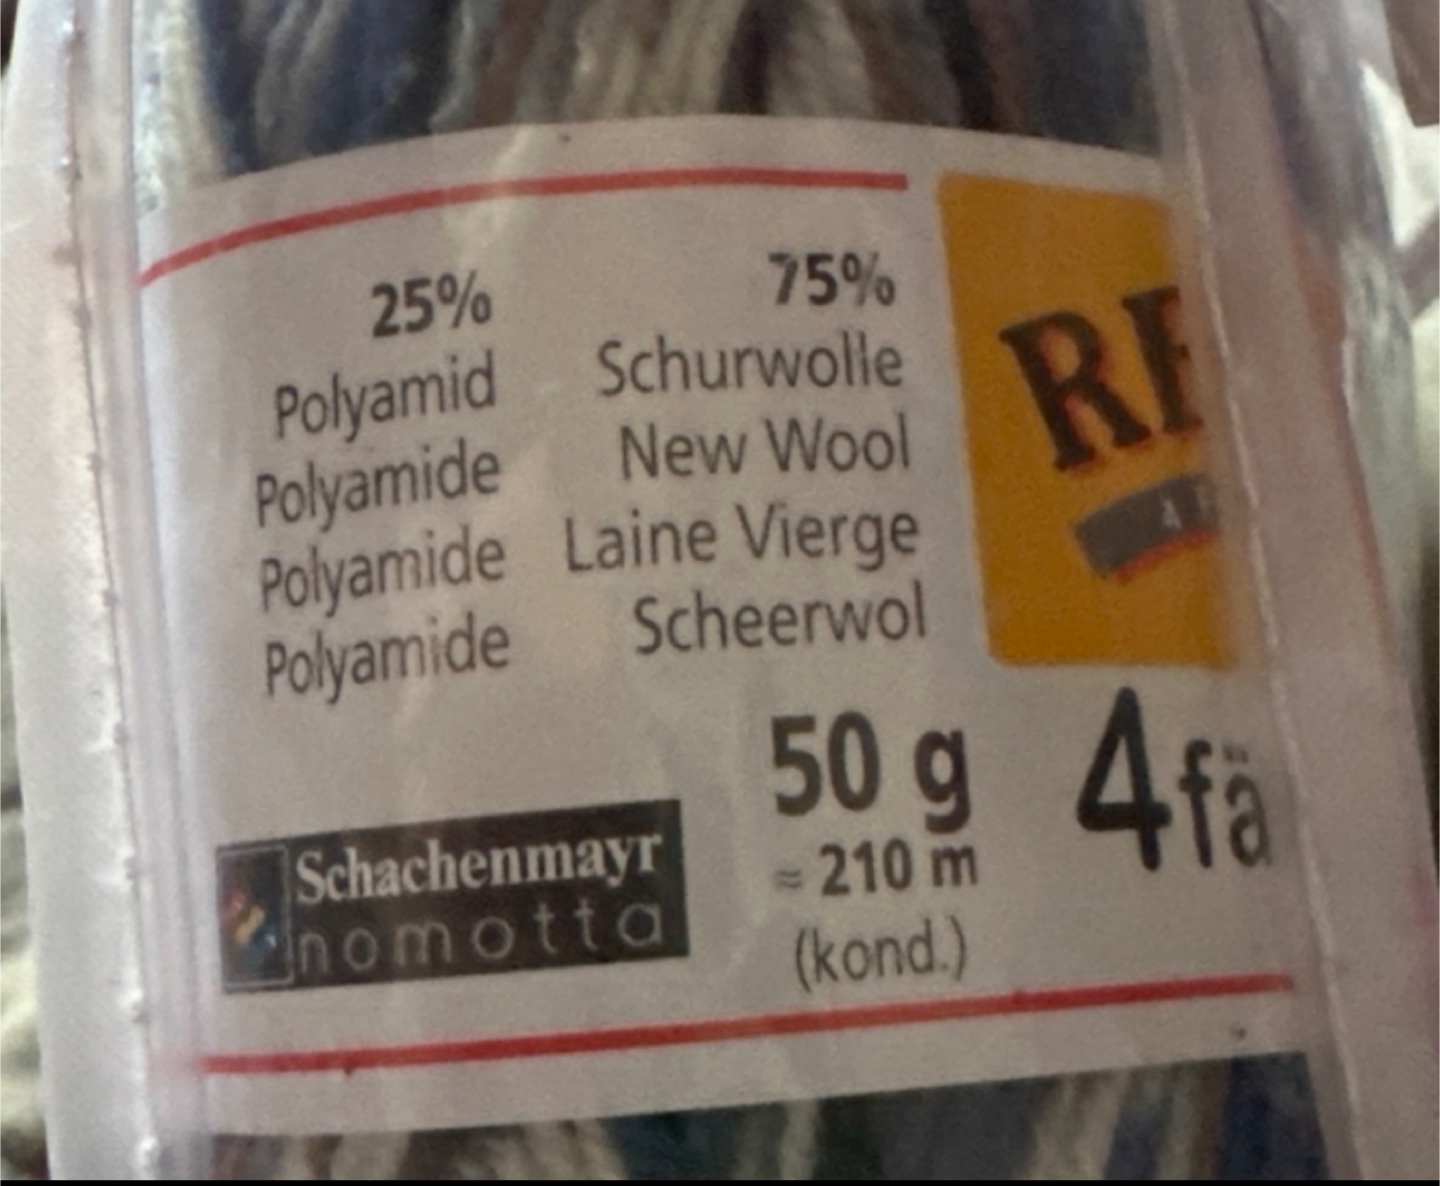 25%
Polyamid
Polyamide
Polyamide
Polyamide
75%
Schurwolle
New Wool
Laine Vierge
Scheerwol
50 g
≈ 210 m
(kond.)
Schachenmayr
nomotta
4fä